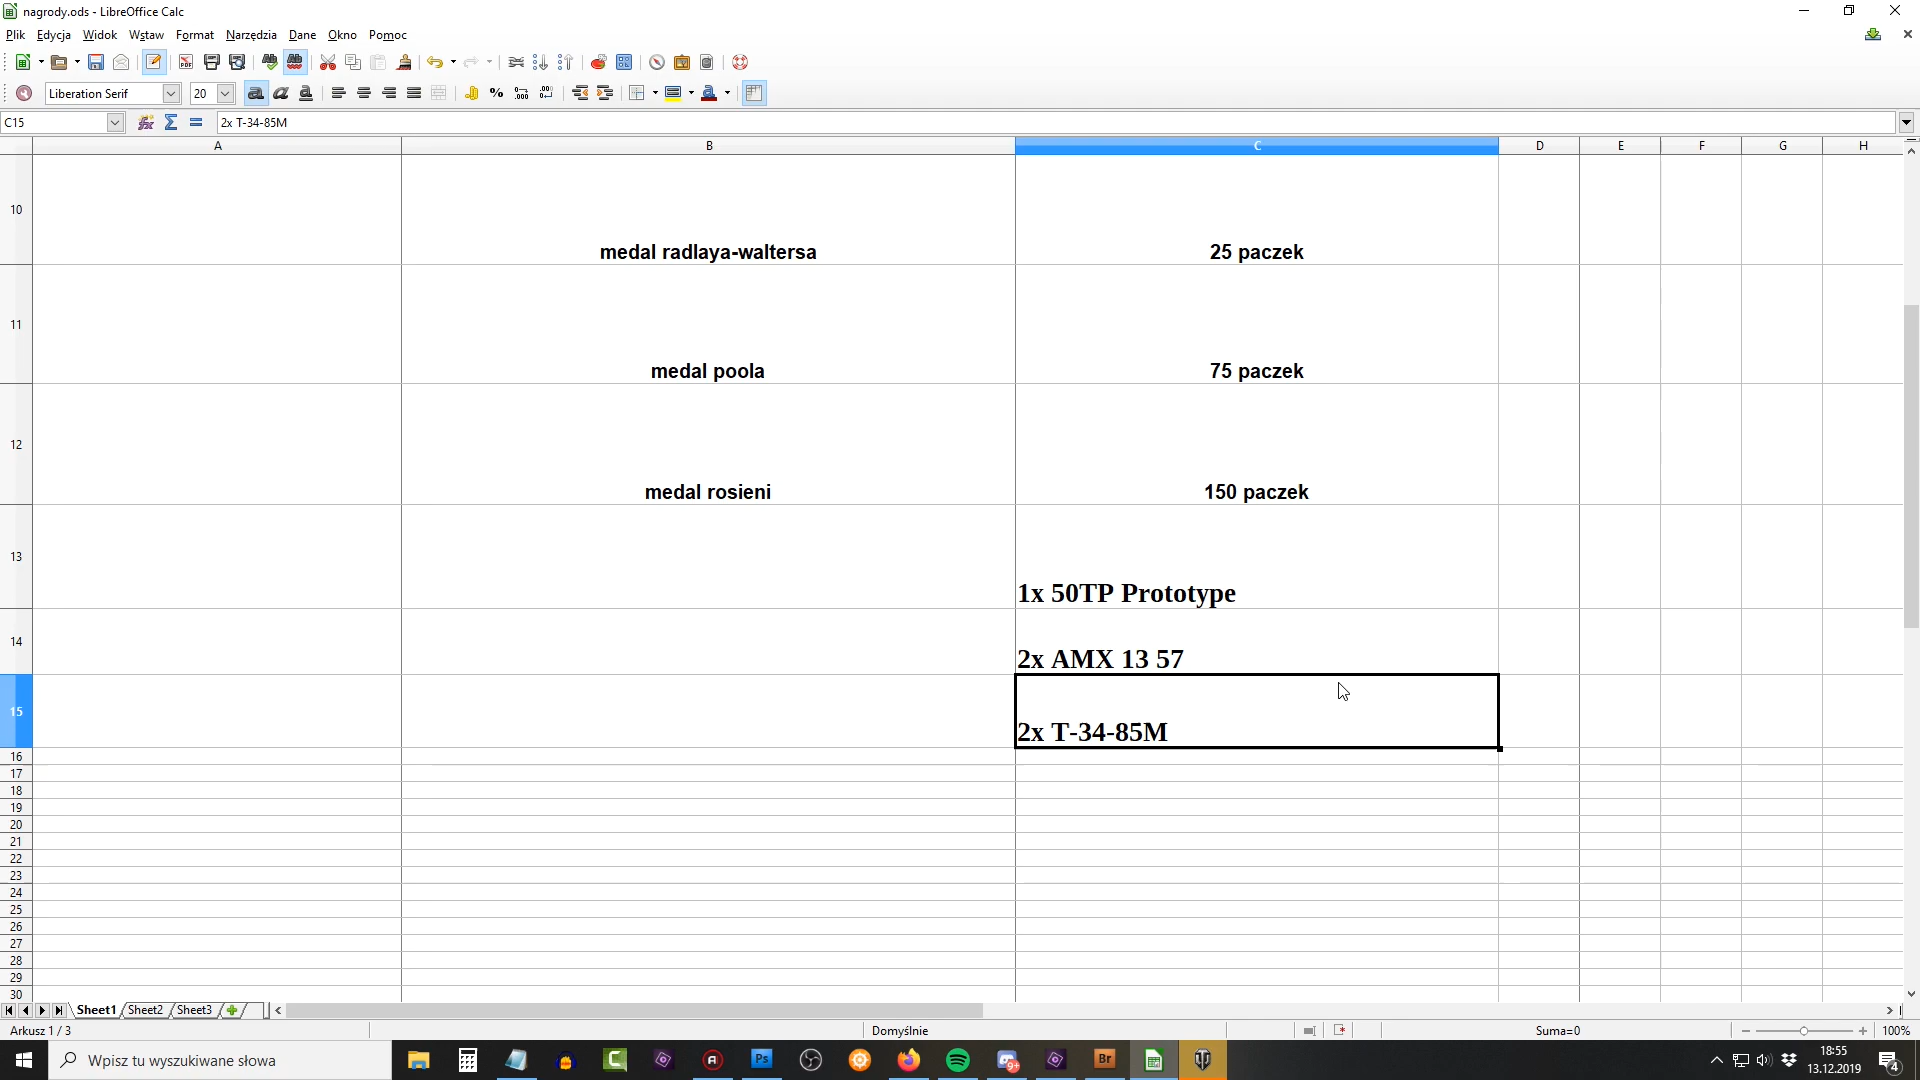 nagrody.ods - LibreOffice Calc
Plik Edycja Widok Wstaw Format Narzędzia Dane Okno Pomoc
Liberation Serif 20
C15 2x T-34-85M
A B C D E F G H
10 medal radlaya-waltersa 25 paczek
11 medal poola 75 paczek
12 medal rosieni 150 paczek
13 1x 50TP Prototype
14 2x AMX 13 57
15 2x T-34-85M
16
17
18
19
20
21
22
23
24
25
26
27
28
29
30
Sheet1 Sheet2 Sheet3
Arkusz 1 / 3 Domyślnie Suma=0 100%
Wpisz tu wyszukiwane słowa Ps 9+ Br 18:55
13.12.2019 4